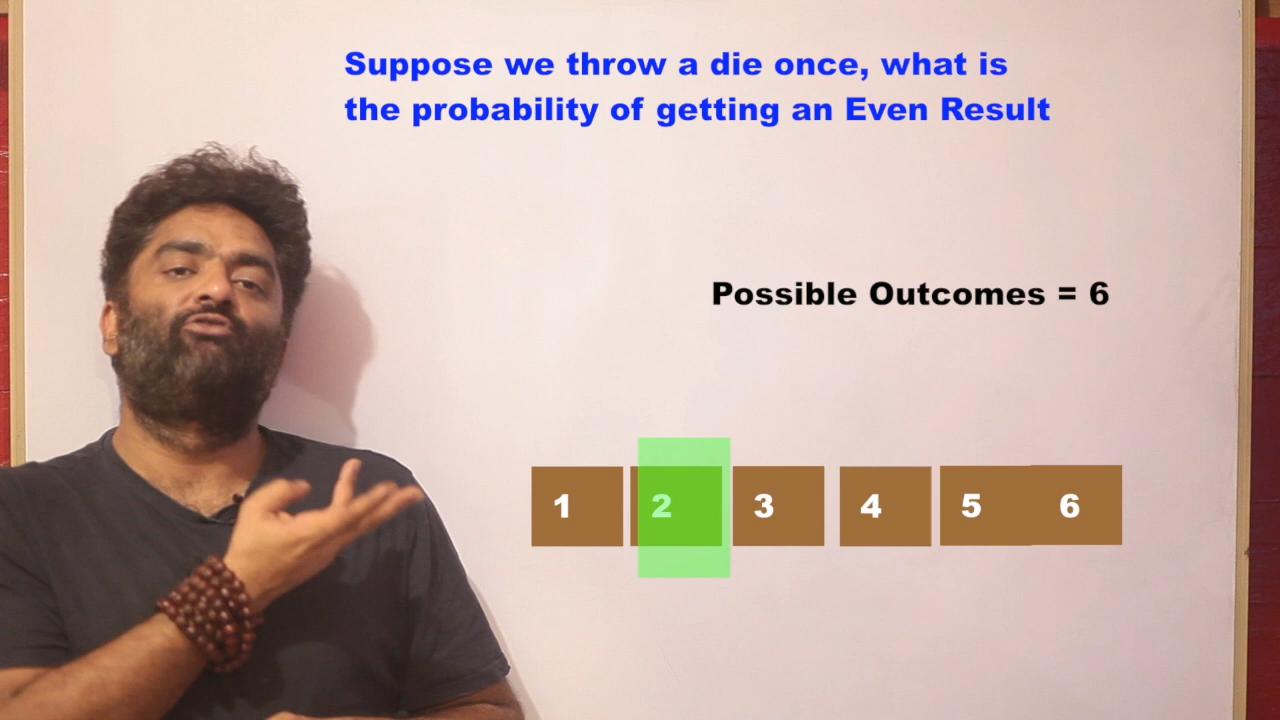 Suppose we throw a die once, what is
the probability of getting an Even Result
Possible Outcomes = 6
1 2 3 4 5 6